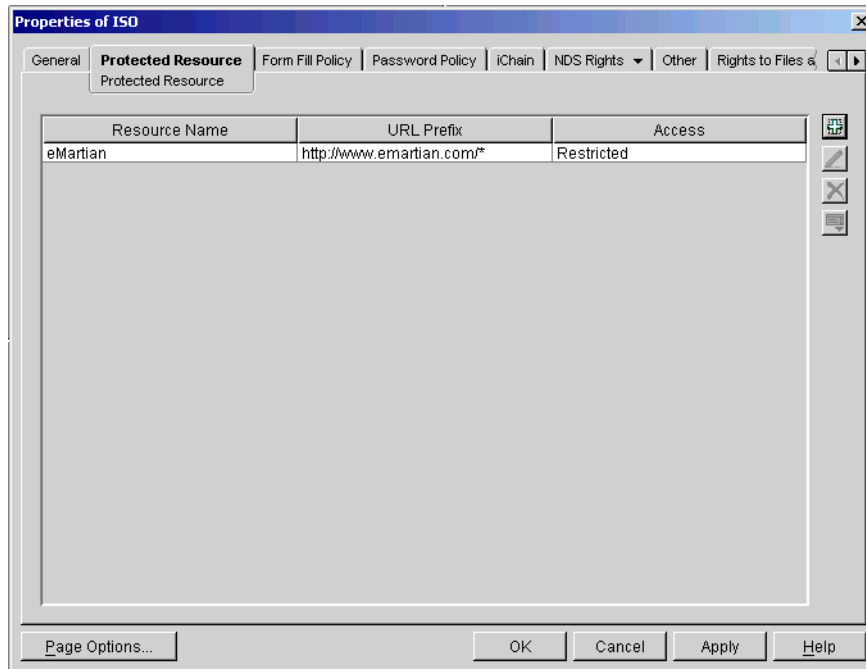 Properties of ISO
General Protected Resource Form Fill Policy Password Policy iChain NDS Rights Other Rights to Files a
Protected Resource
Resource Name URL Prefix Access
eMartian http://www.emartian.com/* Restricted
Page Options... OK Cancel Apply Help